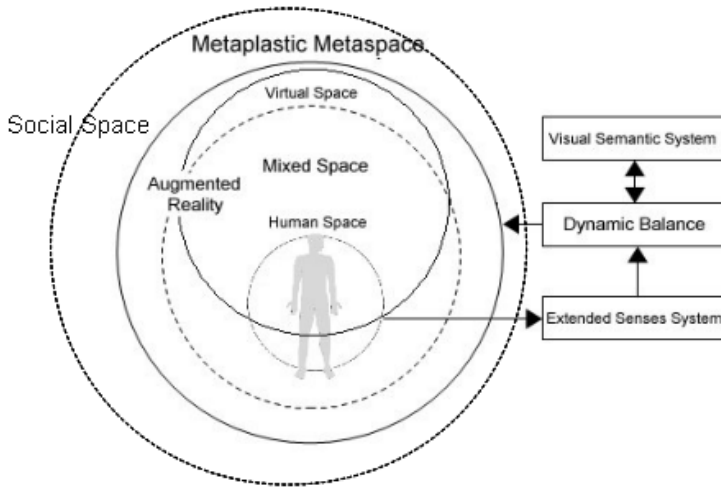 Metaplastic Metaspace
Virtual Space
Social Space
Visual Semantic System
Mixed Space
Augmented
Reality
Human Space
Dynamic Balance
Extended Senses System